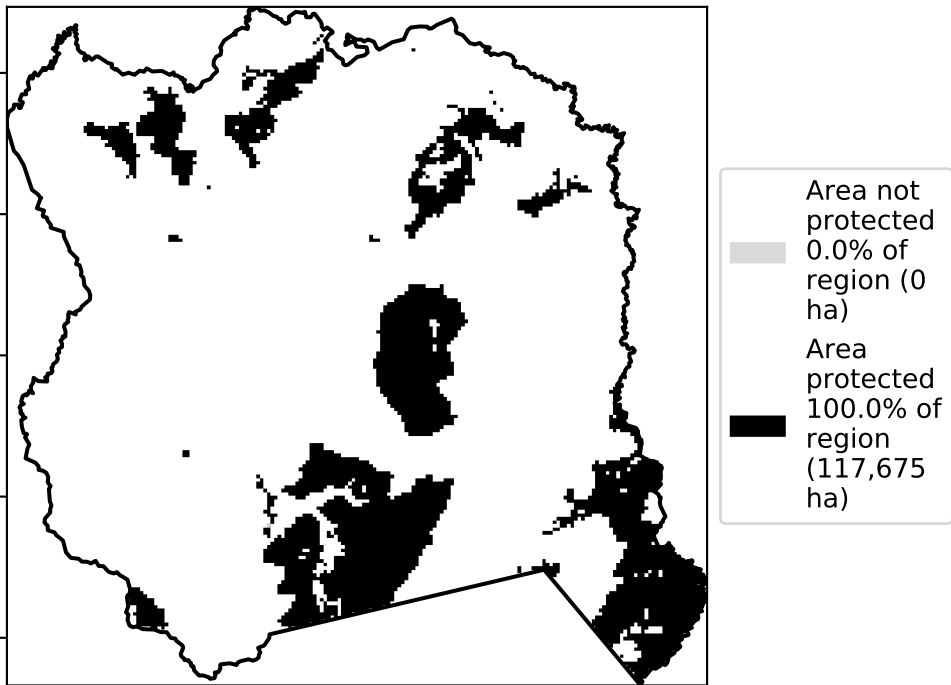 Area not
protected
0.0% of
region (0
ha)
Area
protected
100.0% of
region
(117,675
ha)